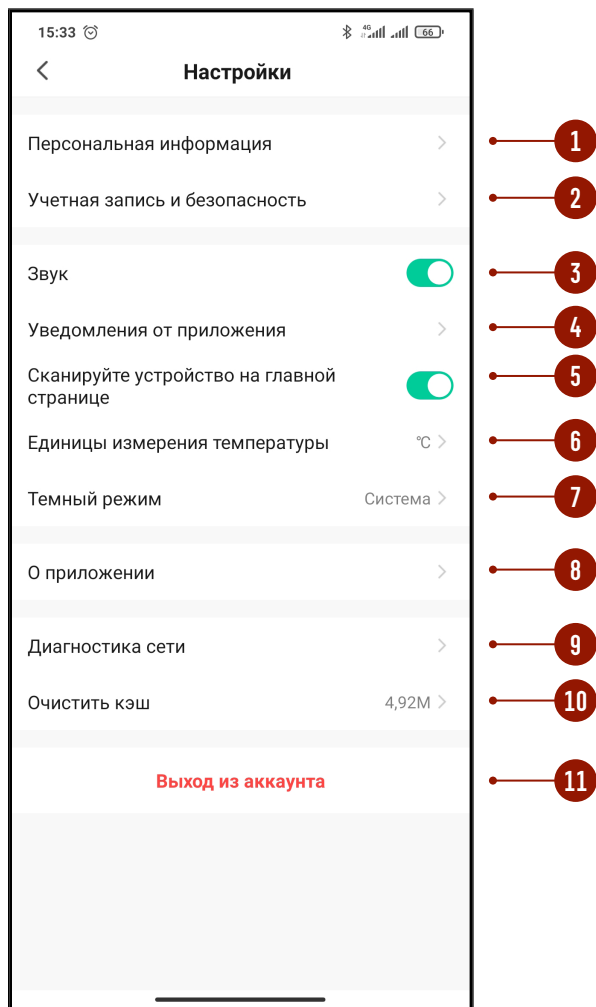 15:33 4G 66
Настройки
Персональная информация 1
Учетная запись и безопасность 2
Звук 3
Уведомления от приложения 4
Сканируйте устройство на главной
странице 5
Единицы измерения температуры °C 6
Темный режим Система 7
О приложении 8
Диагностика сети 9
Очистить кэш 4,92M 10
Выход из аккаунта 11